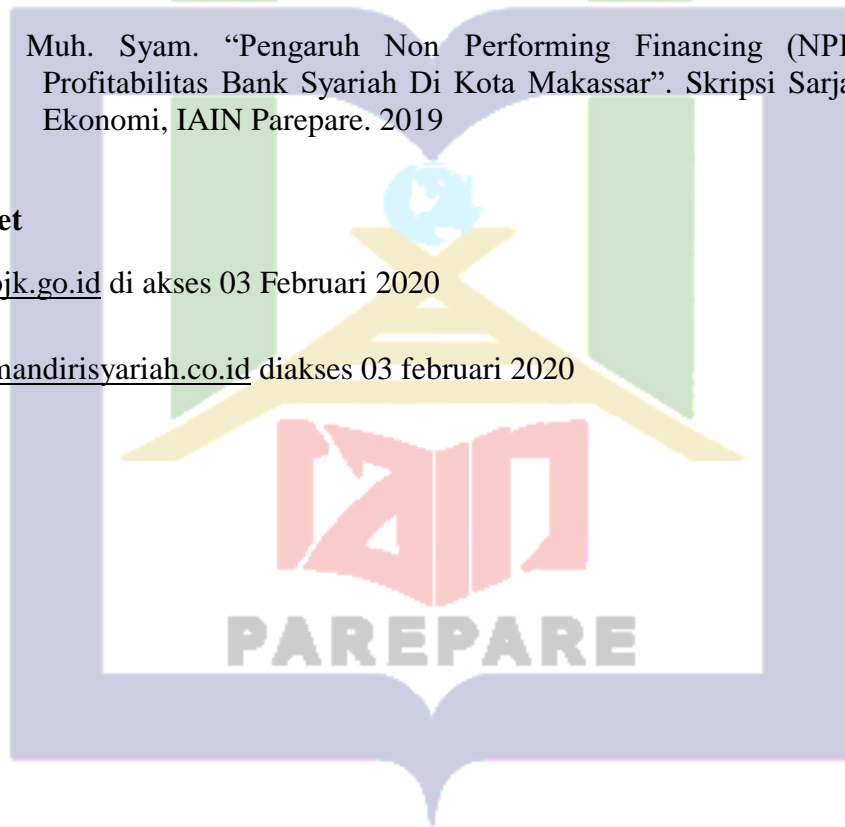 Muh. Syam. “Pengaruh Non Performing Financing (NPF
Profitabilitas Bank Syariah Di Kota Makassar”. Skripsi Sarja
Ekonomi, IAIN Parepare. 2019
et
ojk.go.id di akses 03 Februari 2020
mandirisyariah.co.id diakses 03 februari 2020
IAIN
PAREPARE